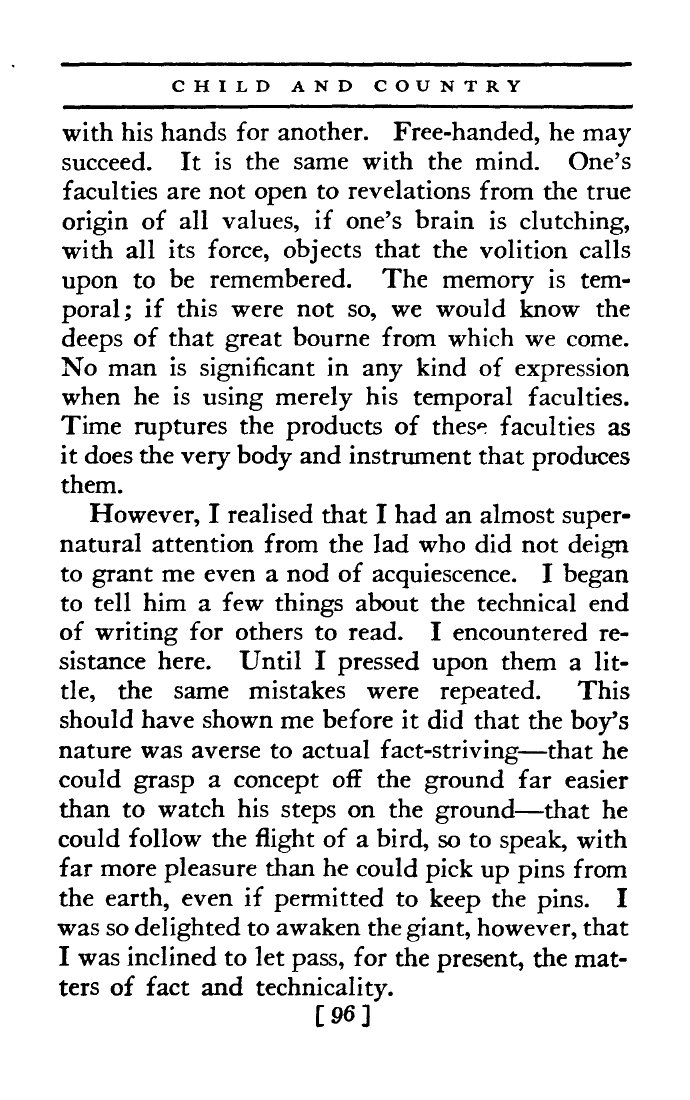 CHILD AND COUNTRY
with his hands for another. Free-handed, he may
succeed. It is the same with the mind. One's
faculties are not open to revelations from the true
origin of all values, if one's brain is clutching,
with all its force, objects that the volition calls
upon to be remembered. The memory is tem-
poral; if this were not so, we would know the
deeps of that great bourne from which we come.
No man is significant in any kind of expression
when he is using merely his temporal faculties.
Time ruptures the products of these faculties as
it does the very body and instrument that produces
them.
However, I realised that I had an almost super-
natural attention from the lad who did not deign
to grant me even a nod of acquiescence. I began
to tell him a few things about the technical end
of writing for others to read. I encountered re-
sistance here. Until I pressed upon them a lit-
tle, the same mistakes were repeated. This
should have shown me before it did that the boy's
nature was averse to actual fact-striving—that he
could grasp a concept off the ground far easier
than to watch his steps on the ground—that he
could follow the flight of a bird, so to speak, with
far more pleasure than he could pick up pins from
the earth, even if permitted to keep the pins. I
was so delighted to awaken the giant, however, that
I was inclined to let pass, for the present, the mat-
ters of fact and technicality.
[96]